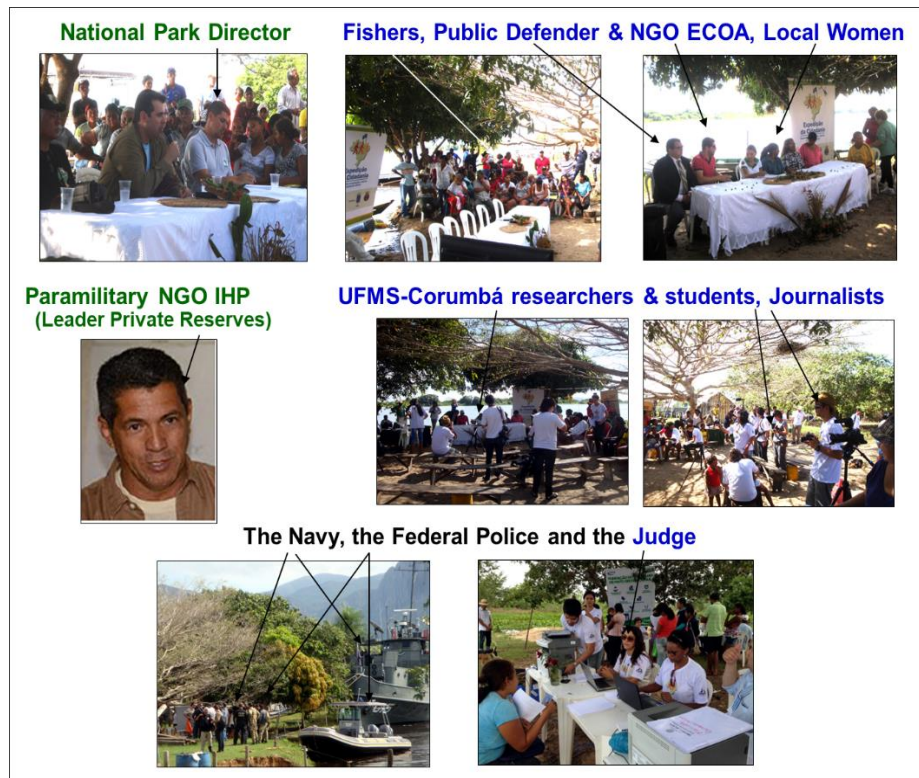 National Park Director
Fishers, Public Defender & NGO ECOA, Local Women
Paramilitary NGO IHP
(Leader Private Reserves)
UFMS-Corumbá researchers & students, Journalists
The Navy, the Federal Police and the Judge